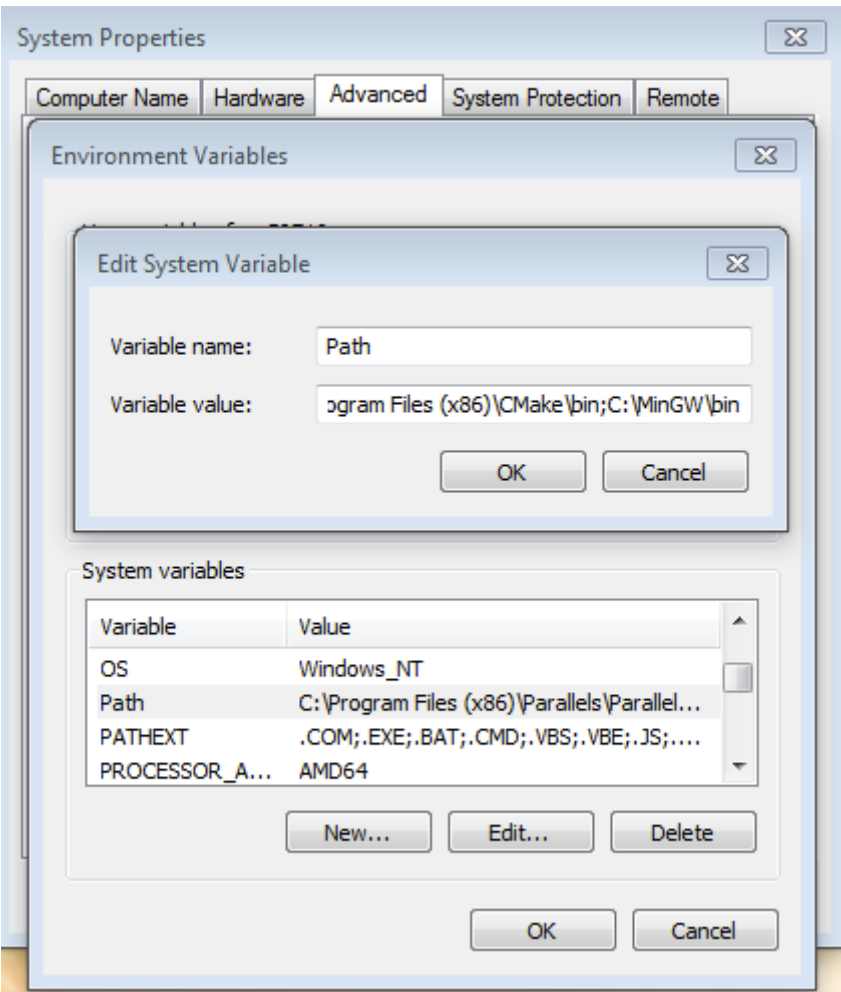 System Properties
Computer Name Hardware Advanced System Protection Remote
Environment Variables
Edit System Variable
Variable name: Path
Variable value: ogram Files (x86)\CMake\bin;C:\MinGW\bin
OK Cancel
System variables
Variable Value
OS Windows_NT
Path C:\Program Files (x86)\Parallels\Parallel...
PATHEXT .COM;.EXE;.BAT;.CMD;.VBS;.VBE;.JS;....
PROCESSOR_A... AMD64
New... Edit... Delete
OK Cancel